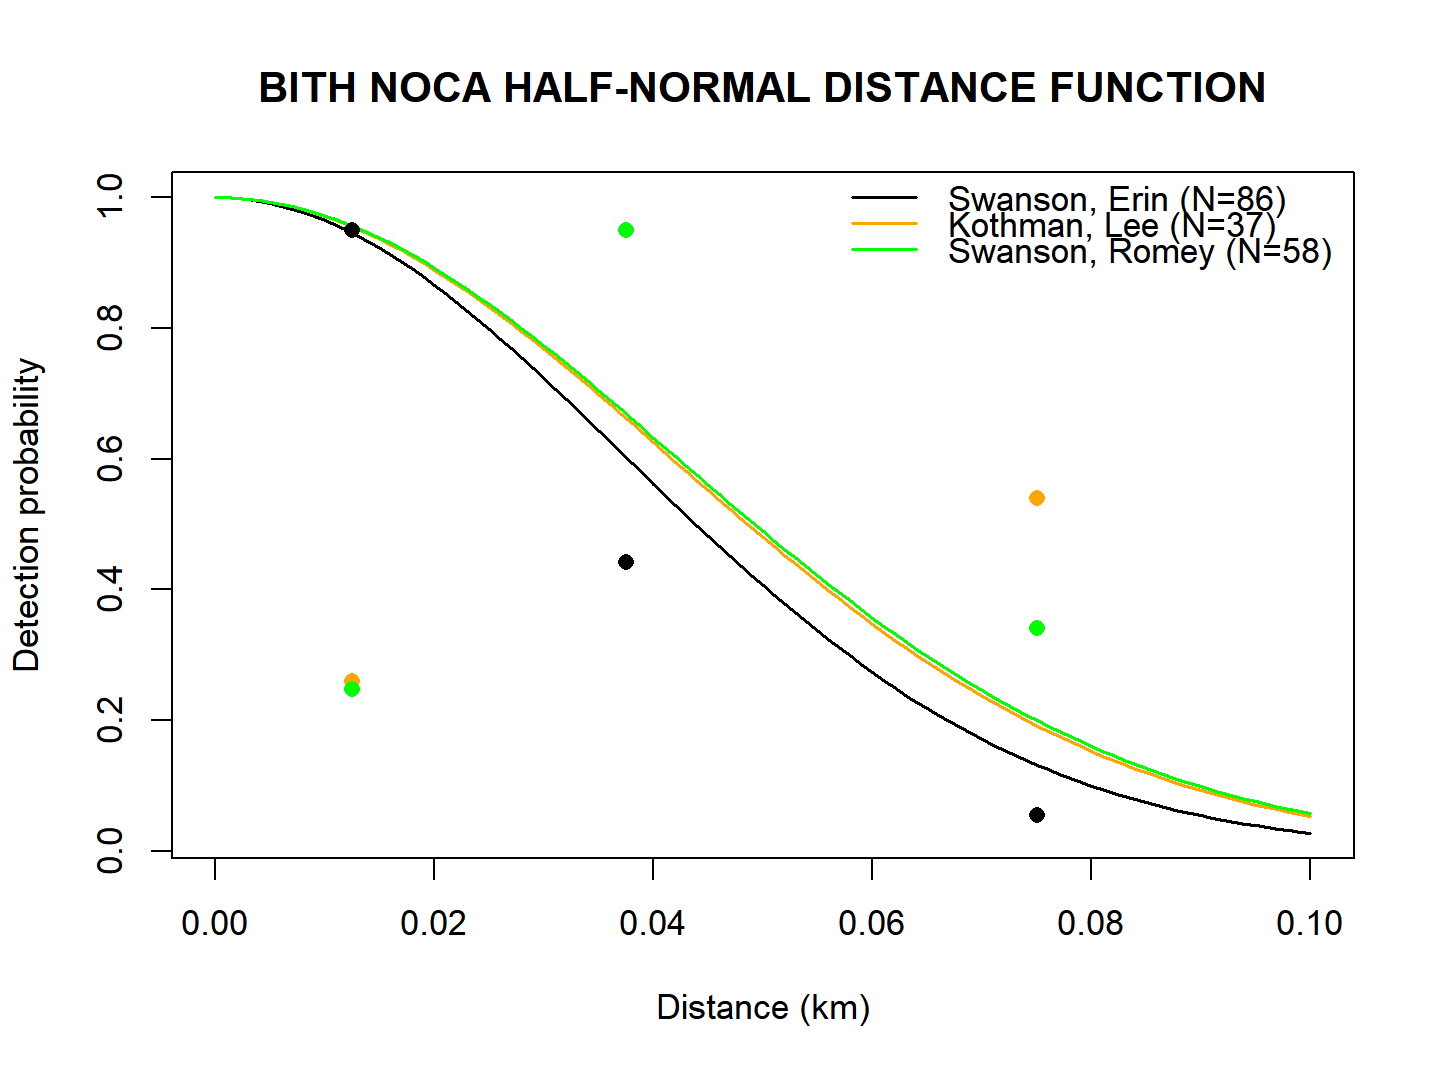 BITH NOCA HALF-NORMAL DISTANCE FUNCTION
Swanson, Erin (N=86)
Kothman, Lee (N=37)
Swanson, Romey (N=58)
Detection probability
1.0
0.8
0.6
0.4
0.2
0.0
0.00 0.02 0.04 0.06 0.08 0.10
Distance (km)